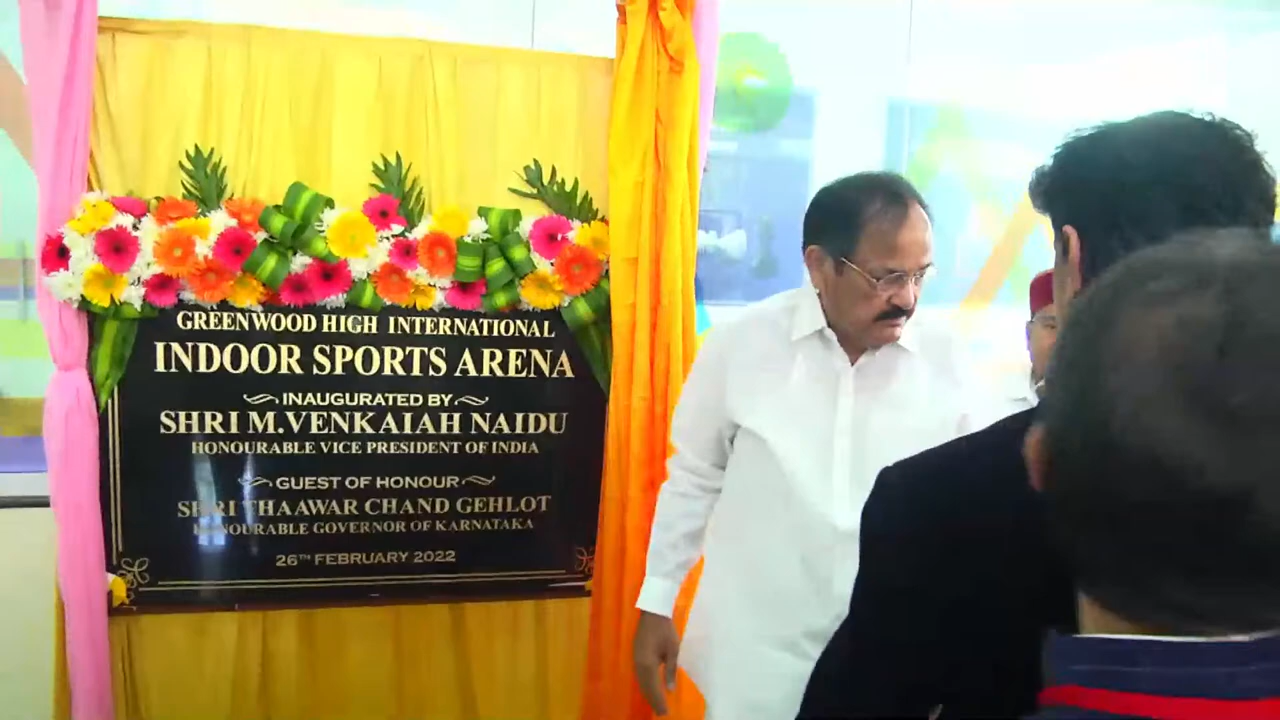 GREENWOOD HIGH INTERNATIONAL
INDOOR SPORTS ARENA
INAUGURATED BY
SHRI M.VENKAIAH NAIDU
HONOURABLE VICE PRESIDENT OF INDIA
GUEST OF HONOUR
SHRI THAAWAR CHAND GEHLOT
HONOURABLE GOVERNOR OF KARNATAKA
26TH FEBRUARY 2022